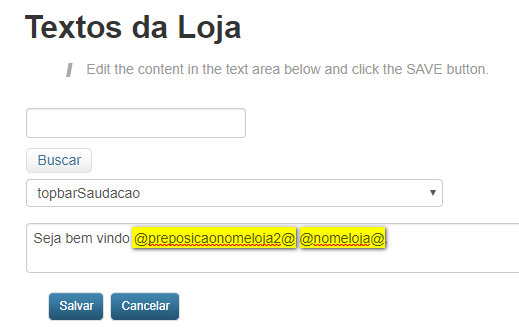 Textos da Loja
Edit the content in the text area below and click the SAVE button.
Buscar
topbarSaudacao
Seja bem vindo @preposicaonomeloja2@ @nomeloja@.
Salvar Cancelar